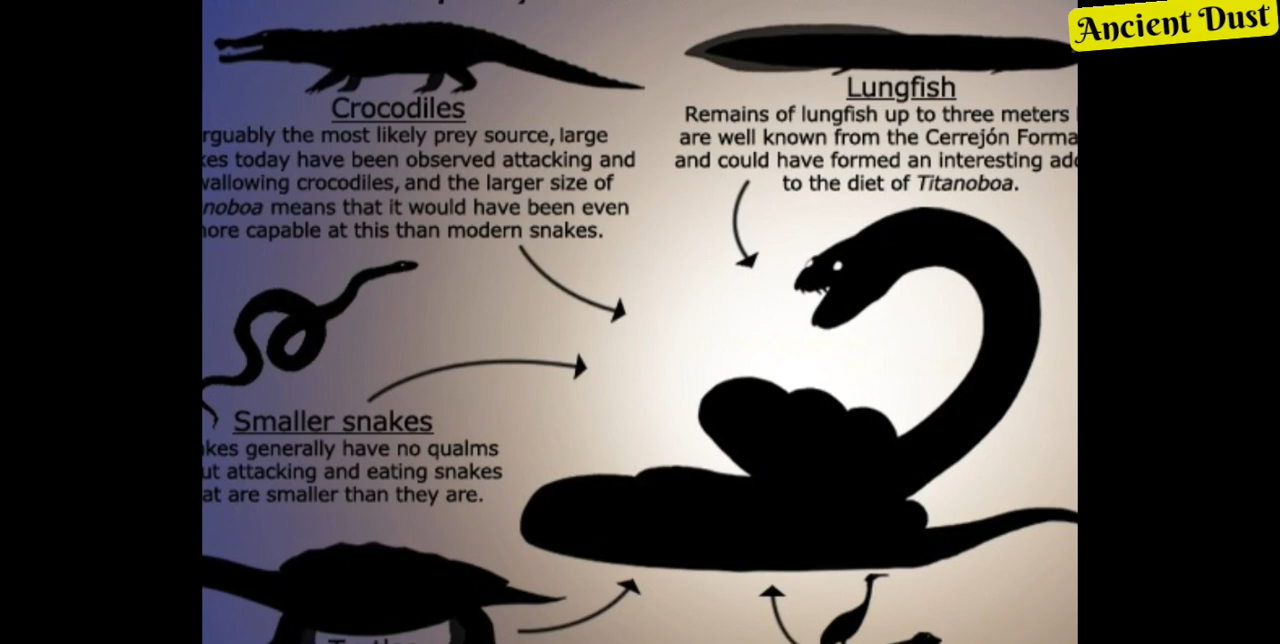 Ancient Dust
Crocodiles
rguably the most likely prey source, large
es today have been observed attacking and
wallowing crocodiles, and the larger size of
noboa means that it would have been even
ore capable at this than modern snakes.
Lungfish
Remains of lungfish up to three meters
are well known from the Cerrejón Forma
and could have formed an interesting ad
to the diet of Titanoboa.
Smaller snakes
kes generally have no qualms
ut attacking and eating snakes
at are smaller than they are.